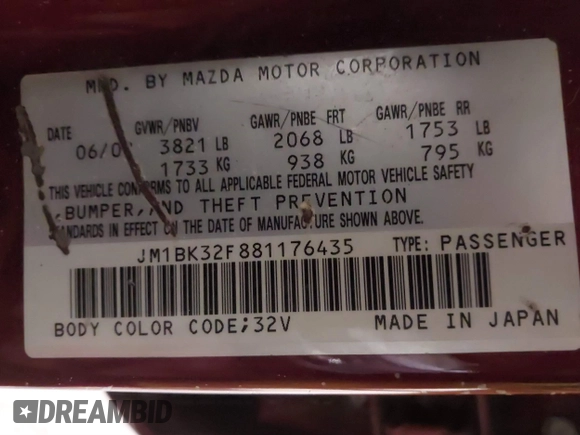 MFD. BY MAZDA MOTOR CORPORATION
DATE GVWR/PNBV GAWR/PNBE FRT GAWR/PNBE RR
3821 LB 2068 LB 1753 LB
1733 KG 938 KG 795 KG
THIS VEHICLE CONFORMS TO ALL APPLICABLE FEDERAL MOTOR VEHICLE SAFETY
,BUMPER,AND THEFT PREVENTION
STANDARDS IN EFFECT ON THE DATE OF MANUFACTURE SHOWN ABOVE.
JM1BK32F881176435 TYPE: PASSENGER
BODY COLOR CODE;32V MADE IN JAPAN
DREAMBID